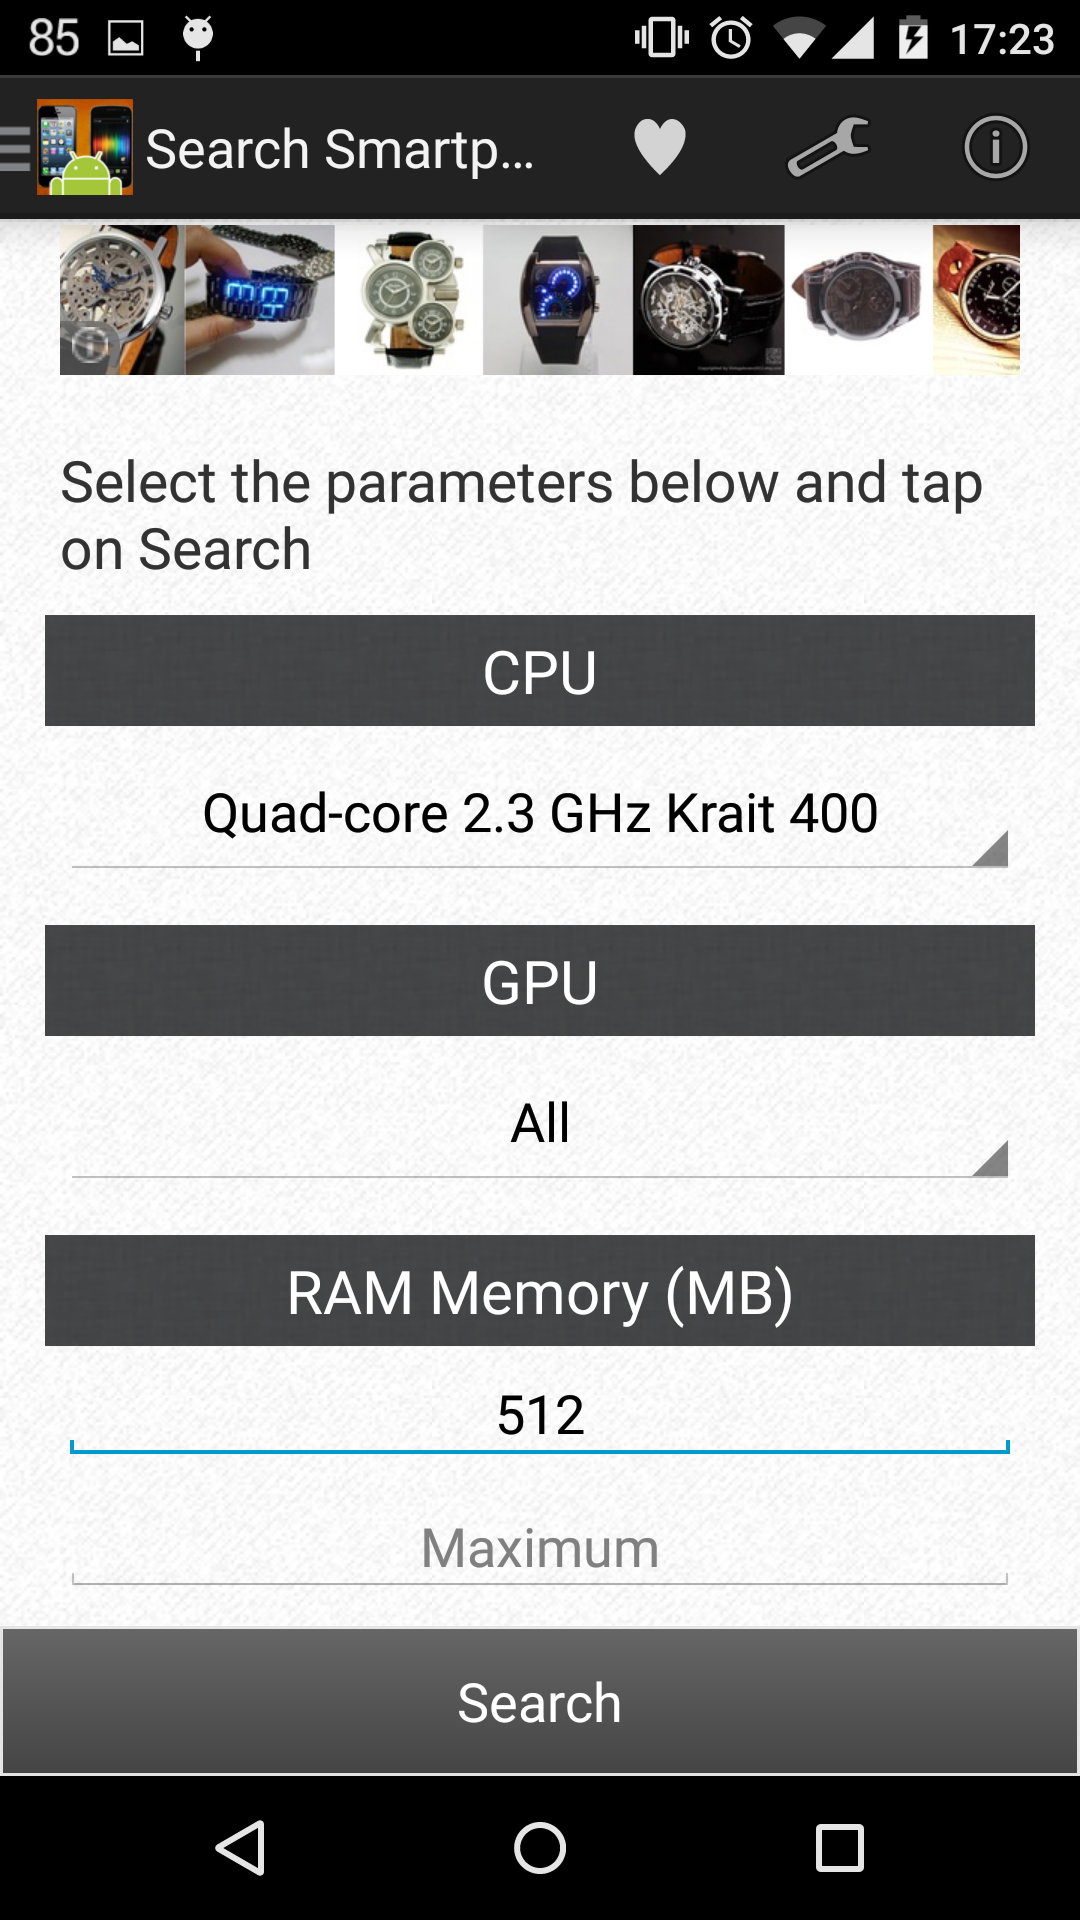 85
17:23
Search Smartp...
Select the parameters below and tap
on Search
CPU
Quad-core 2.3 GHz Krait 400
GPU
All
RAM Memory (MB)
512
Maximum
Search